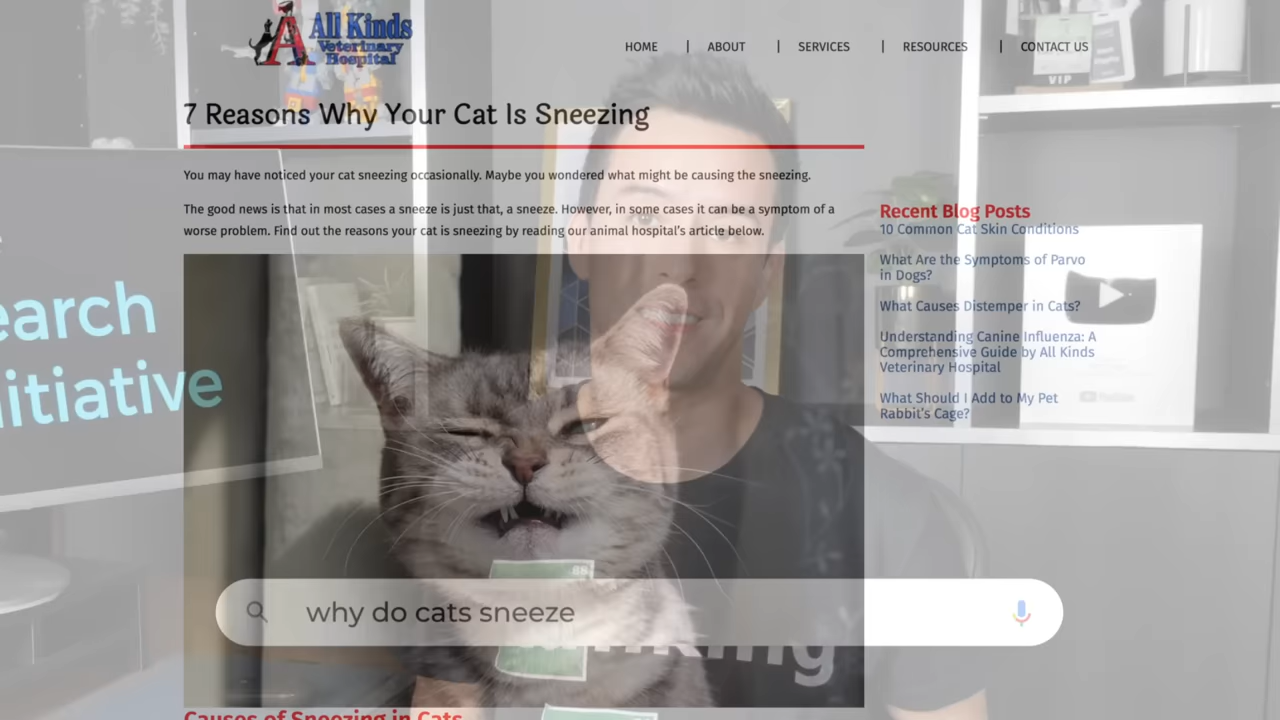 All Kinds
Veterinary
Hospital
HOME
ABOUT
SERVICES
RESOURCES
CONTACT US
VIP
7 Reasons Why Your Cat Is Sneezing
You may have noticed your cat sneezing occasionally. Maybe you wondered what might be causing the sneezing.
The good news is that in most cases a sneeze is just that, a sneeze. However, in some cases it can be a symptom of a
worse problem. Find out the reasons your cat is sneezing by reading our animal hospital's article below.
Recent Blog Posts
10 Common Cat Skin Conditions
What Are the Symptoms of Parvo
in Dogs?
What Causes Distemper in Cats?
Understanding Canine Influenza: A
Comprehensive Guide by All Kinds
Veterinary Hospital
What Should I Add to My Pet
Rabbit's Cage?
earch
itiative
88
why do cats sneeze
Causes of Sneezing in Cats